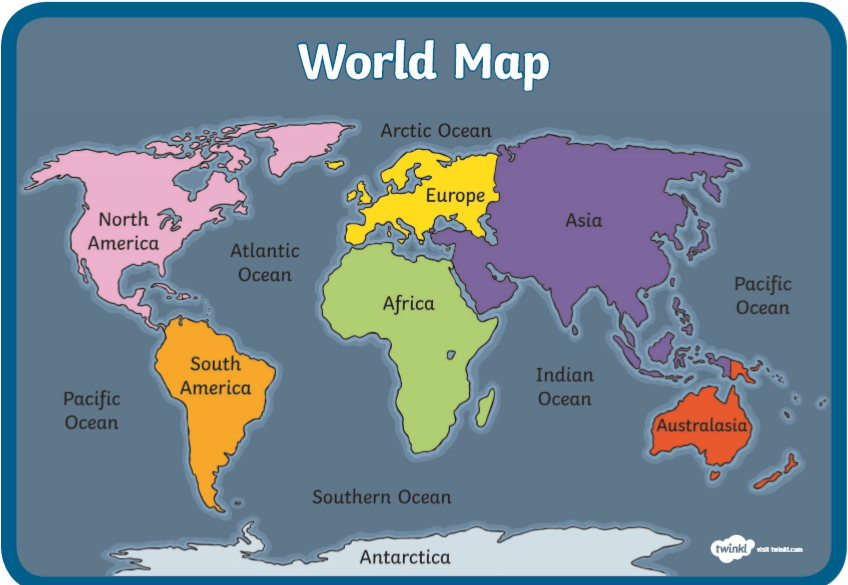 World Map
Arctic Ocean
Europe
Asia
North
America
Atlantic
Ocean
Pacific
Ocean
Africa
South
America
Indian
Ocean
Pacific
Ocean
Australasia
Southern Ocean
Antarctica
twinkl
visit twinkl.com